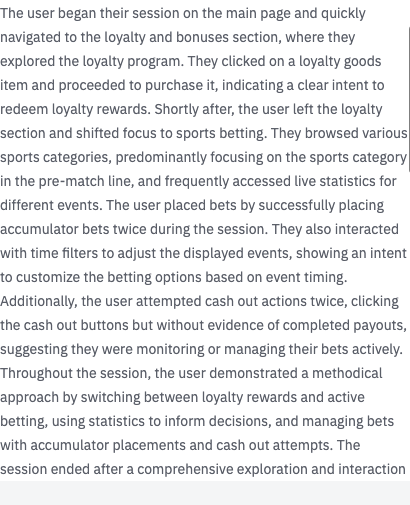 The user began their session on the main page and quickly
navigated to the loyalty and bonuses section, where they
explored the loyalty program. They clicked on a loyalty goods
item and proceeded to purchase it, indicating a clear intent to
redeem loyalty rewards. Shortly after, the user left the loyalty
section and shifted focus to sports betting. They browsed various
sports categories, predominantly focusing on the sports category
in the pre-match line, and frequently accessed live statistics for
different events. The user placed bets by successfully placing
accumulator bets twice during the session. They also interacted
with time filters to adjust the displayed events, showing an intent
to customize the betting options based on event timing.
Additionally, the user attempted cash out actions twice, clicking
the cash out buttons but without evidence of completed payouts,
suggesting they were monitoring or managing their bets actively.
Throughout the session, the user demonstrated a methodical
approach by switching between loyalty rewards and active
betting, using statistics to inform decisions, and managing bets
with accumulator placements and cash out attempts. The
session ended after a comprehensive exploration and interaction